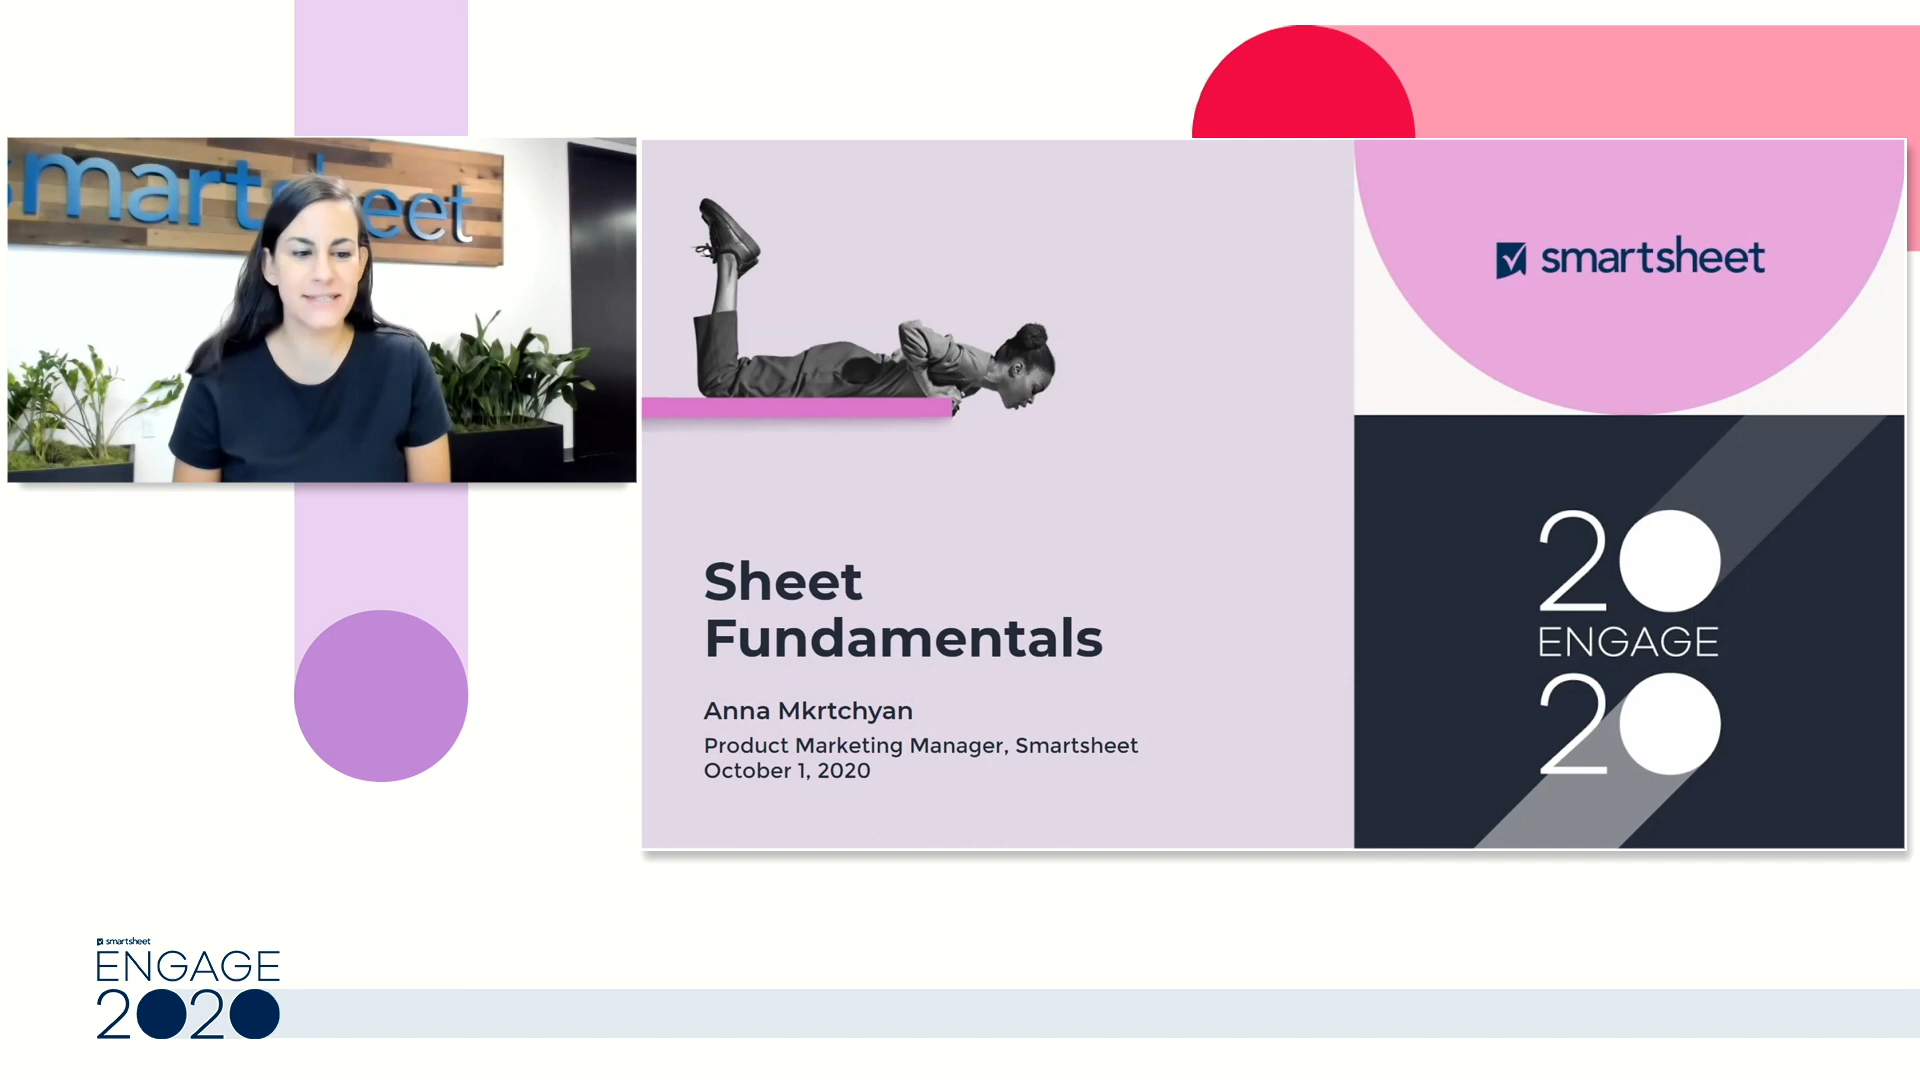 smartsheet
smartsheet
Sheet
Fundamentals
Anna Mkrtchyan
Product Marketing Manager, Smartsheet
October 1, 2020
20
ENGAGE
20
smartsheet
ENGAGE
2020